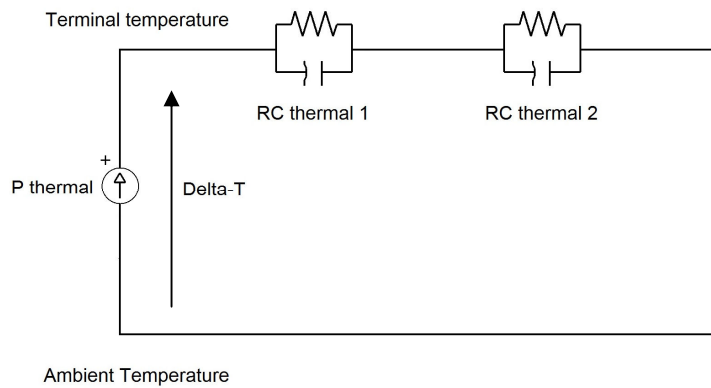 Terminal temperature
RC thermal 1
RC thermal 2
+
P thermal
Delta-T
Ambient Temperature